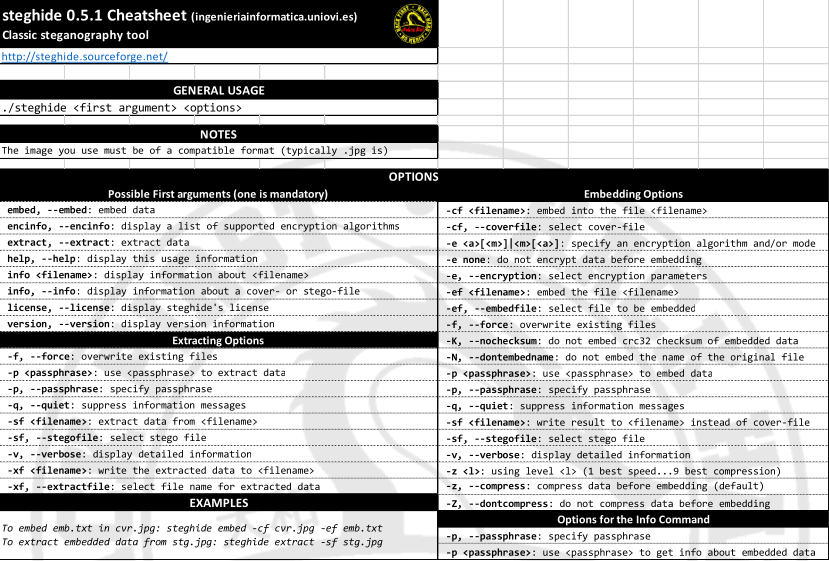 steghide 0.5.1 Cheatsheet (ingenieriainformatica.uniovi.es)
Classic steganography tool
http://steghide.sourceforge.net/
GENERAL USAGE
./steghide <first argument> <options>
NOTES
The image you use must be of a compatible format (typically .jpg is)
OPTIONS
Possible First arguments (one is mandatory)
embed, --embed: embed data
encinfo, --encinfo: display a list of supported encryption algorithms
extract, --extract: extract data
help, --help: display this usage information
info <filename>: display information about <filename>
info, --info: display information about a cover- or stego-file
license, --license: display steghide's license
version, --version: display version information
Extracting Options
-f, --force: overwrite existing files
-p <passphrase>: use <passphrase> to extract data
-p, --passphrase: specify passphrase
-q, --quiet: suppress information messages
-sf <filename>: extract data from <filename>
-sf, --stegofile: select stego file
-v, --verbose: display detailed information
-xf <filename>: write the extracted data to <filename>
-xf, --extractfile: select file name for extracted data
EXAMPLES
To embed emb.txt in cvr.jpg: steghide embed -cf cvr.jpg -ef emb.txt
To extract embedded data from stg.jpg: steghide extract -sf stg.jpg
Embedding Options
-cf <filename>: embed into the file <filename>
-cf, --coverfile: select cover-file
-e <a>[<m>]|<m>[<a>]: specify an encryption algorithm and/or mode
-e none: do not encrypt data before embedding
-e, --encryption: select encryption parameters
-ef <filename>: embed the file <filename>
-ef, --embedfile: select file to be embedded
-f, --force: overwrite existing files
-K, --nochecksum: do not embed crc32 checksum of embedded data
-N, --dontembedname: do not embed the name of the original file
-p <passphrase>: use <passphrase> to embed data
-p, --passphrase: specify passphrase
-q, --quiet: suppress information messages
-sf <filename>: write result to <filename> instead of cover-file
-sf, --stegofile: select stego file
-v, --verbose: display detailed information
-z <l>: using level <l> (1 best speed...9 best compression)
-z, --compress: compress data before embedding (default)
-Z, --dontcompress: do not compress data before embedding
Options for the Info Command
-p, --passphrase: specify passphrase
-p <passphrase>: use <passphrase> to get info about embedded data